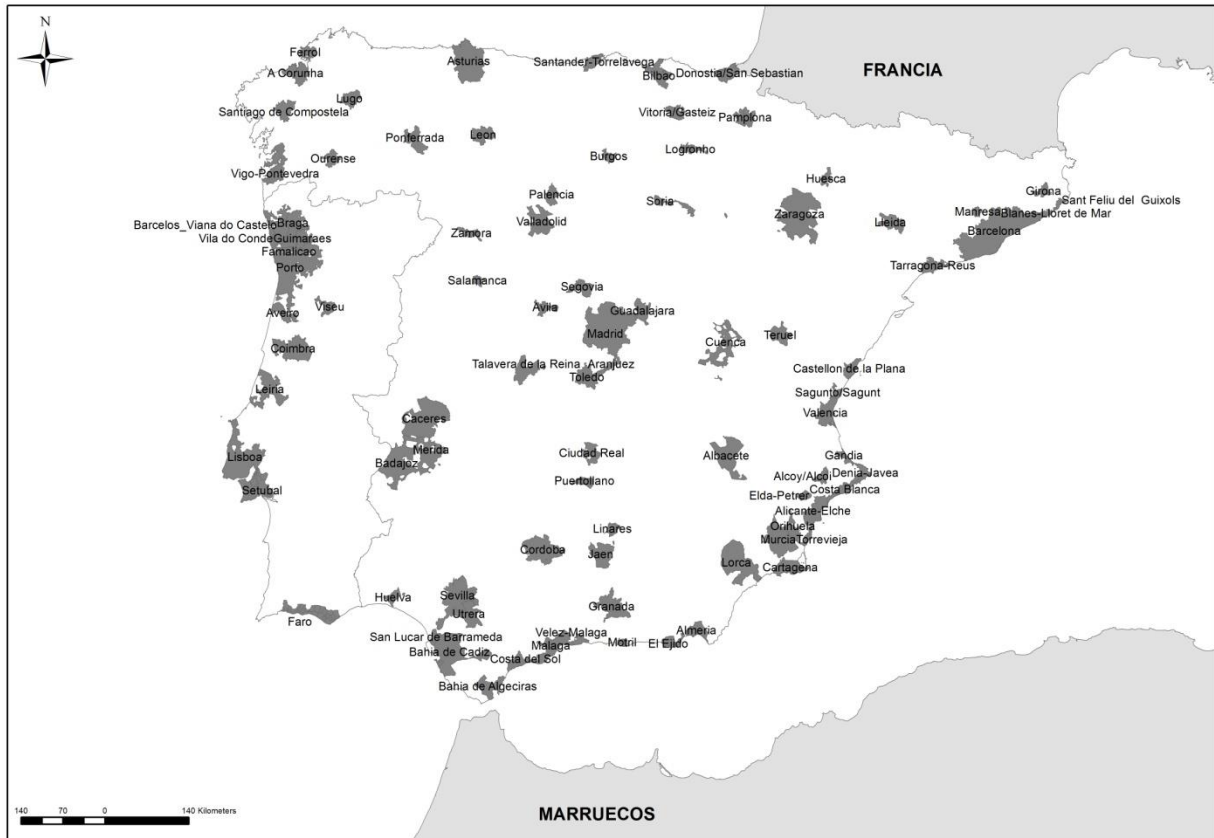 N
Ferrol
Asturias
Santander-Torrelavega
A Corunha
Bilbao
Donostia/San Sebastian
FRANCIA
Lugo
Santiago de Compostela
Vitoria/Gasteiz
Pamplona
Ponferrada
Leon
Logronho
Ourense
Burgos
Vigo-Pontevedra
Huesca
Girona
Palencia
Soria
Sant Feliu del Guixols
Zaragoza
Manresa
Blanes-Lloret de Mar
Barcelos_Viana do Castelo
Braga
Valladolid
Lleida
Zamora
Barcelona
Vila do Conde
Guimaraes
Famalicao
Porto
Tarragona-Reus
Salamanca
Segovia
Viseu
Avila
Guadalajara
Aveiro
Madrid
Teruel
Cuenca
Coimbra
Talavera de la Reina
Aranjuez
Castellon de la Plana
Toledo
Leiria
Sagunto/Sagunt
Valencia
Caceres
Merida
Ciudad Real
Lisboa
Badajoz
Albacete
Gandia
Denia-Javea
Alcoy/Alcoi
Puertollano
Setubal
Costa Blanca
Elda-Petrer
Alicante-Elche
Linares
Orihuela
Murcia
Torrevieja
Cordoba
Jaen
Lorca
Cartagena
Huelva
Sevilla
Granada
Utrera
Faro
Almeria
San Lucar de Barrameda
Velez-Malaga
Malaga
Motril
El Ejido
Bahia de Cadiz
Costa del Sol
Bahia de Algeciras
140 70 0 140 Kilometers
MARRUECOS